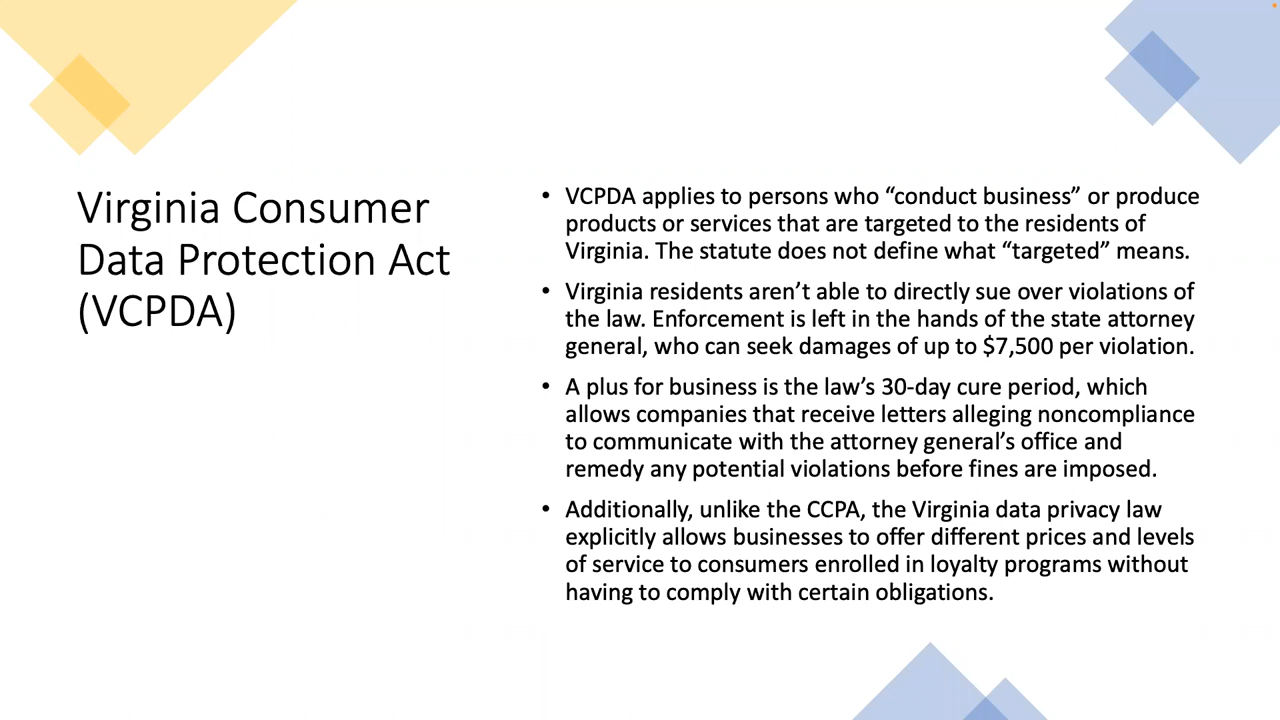 Virginia Consumer
Data Protection Act
(VCPDA)
• VCPDA applies to persons who “conduct business” or produce
products or services that are targeted to the residents of
Virginia. The statute does not define what “targeted” means.
• Virginia residents aren’t able to directly sue over violations of
the law. Enforcement is left in the hands of the state attorney
general, who can seek damages of up to $7,500 per violation.
• A plus for business is the law’s 30-day cure period, which
allows companies that receive letters alleging noncompliance
to communicate with the attorney general’s office and
remedy any potential violations before fines are imposed.
• Additionally, unlike the CCPA, the Virginia data privacy law
explicitly allows businesses to offer different prices and levels
of service to consumers enrolled in loyalty programs without
having to comply with certain obligations.